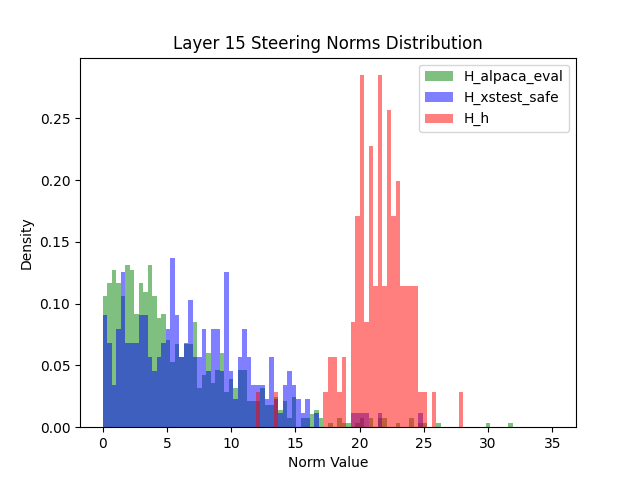 Layer 15 Steering Norms Distribution
H_alpaca_eval
H_xstest_safe
H_h
Density
0.25
0.20
0.15
0.10
0.05
0.00
0 5 10 15 20 25 30 35
Norm Value